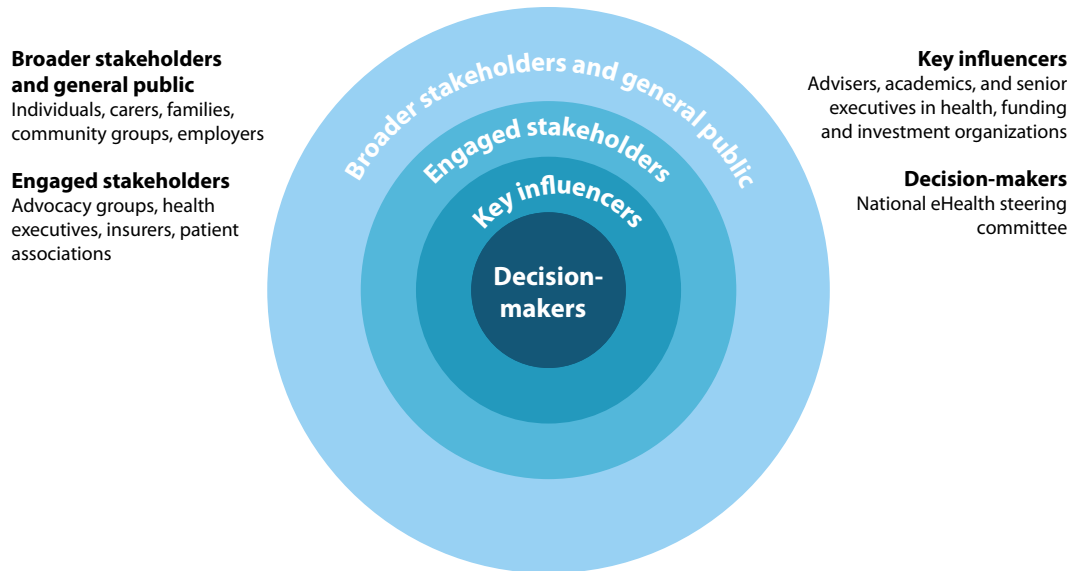 Broader stakeholders
and general public
Individuals, carers, families,
community groups, employers
Engaged stakeholders
Advocacy groups, health
executives, insurers, patient
associations
Broader stakeholders and general public
Engaged stakeholders
Key influencers
Decision-
makers
Key influencers
Advisers, academics, and senior
executives in health, funding
and investment organizations
Decision-makers
National eHealth steering
committee